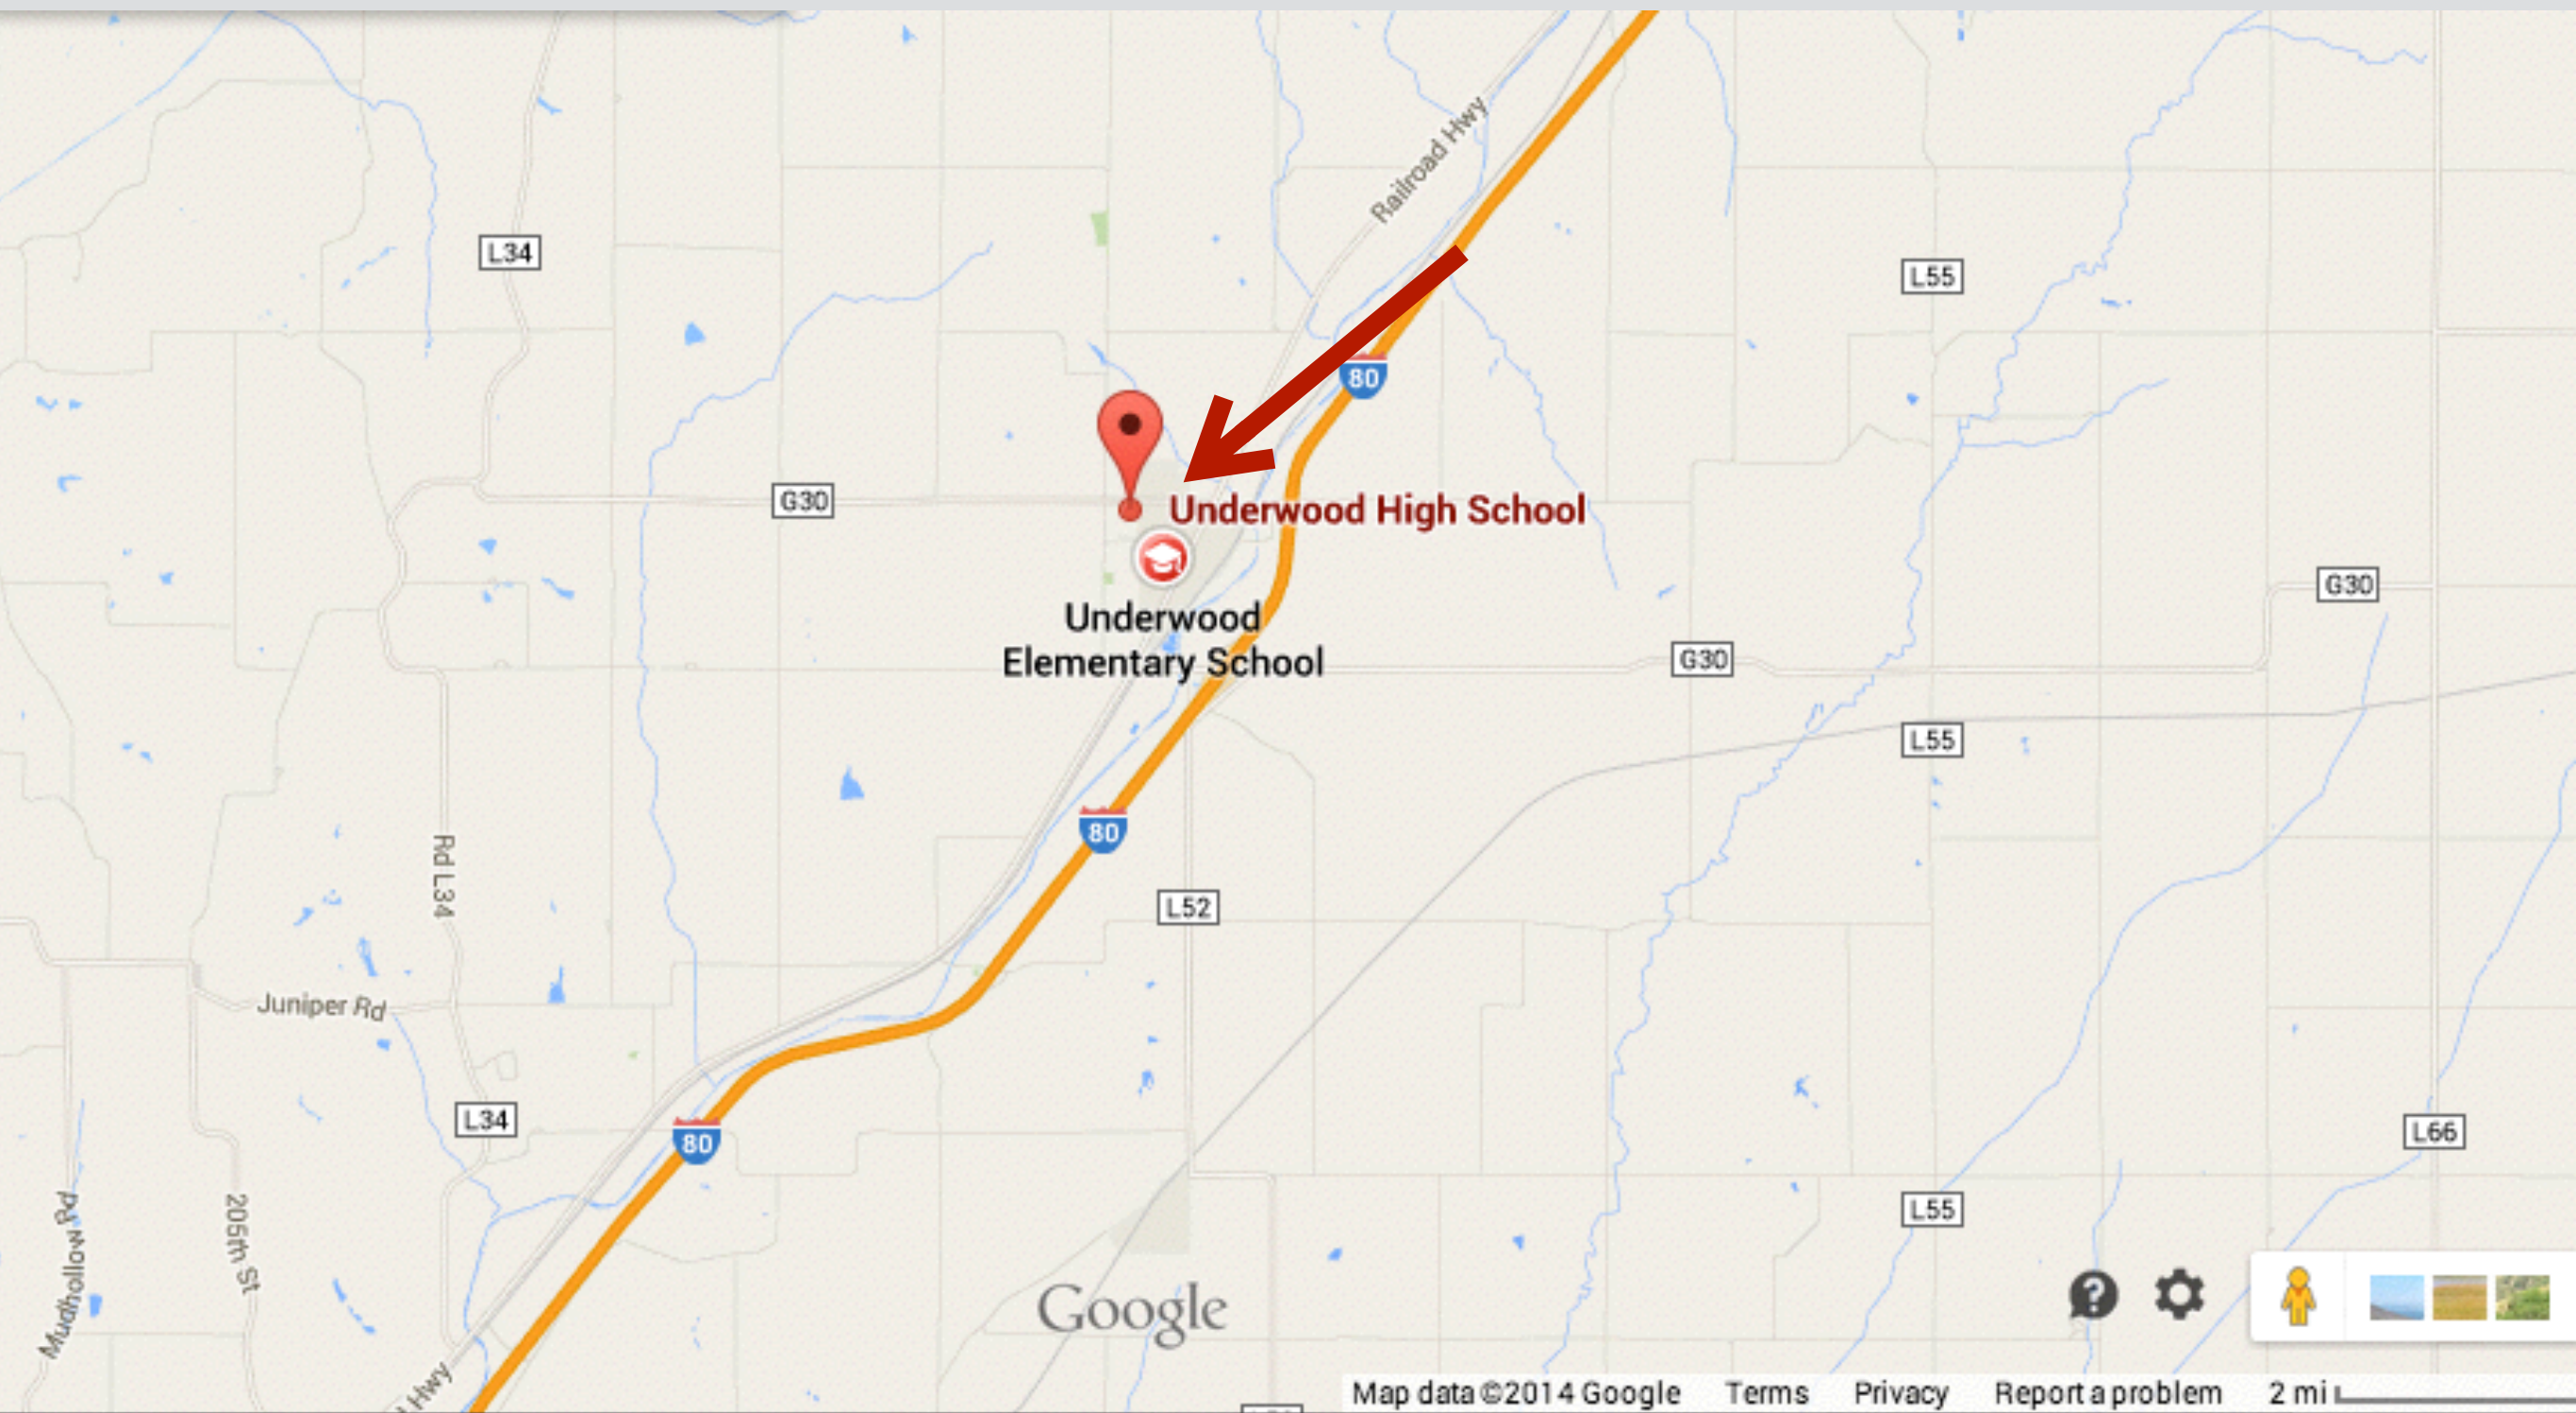 Railroad Hwy
L34
L55
80
G30
Underwood High School
G30
Underwood
Elementary School
G30
L55
80
Rd L34
L52
Juniper Rd
L34
80
L66
Mudhollow Rd
205th St
L55
Google
Hwy
Map data ©2014 Google
Terms
Privacy
Report a problem
2 mi